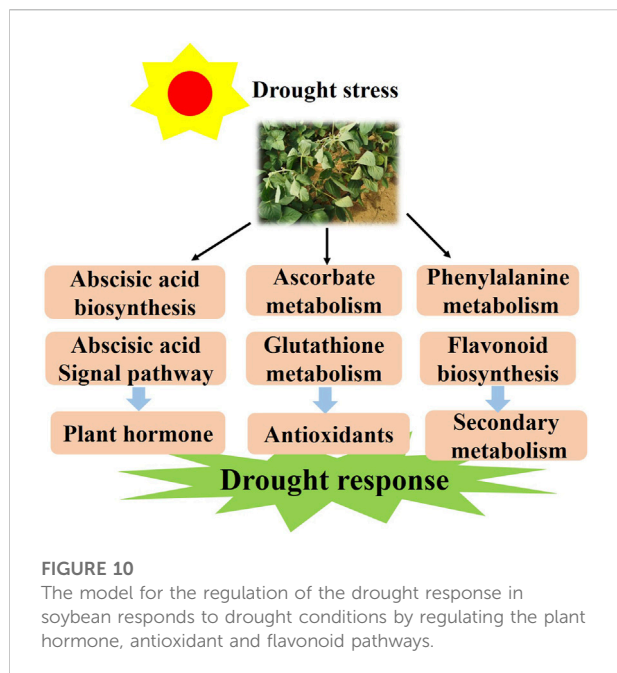 Drought stress
Abscisic acid
biosynthesis
Ascorbate
metabolism
Phenylalanine
metabolism
Abscisic acid
Signal pathway
Glutathione
metabolism
Flavonoid
biosynthesis
Plant hormone
Antioxidants
Secondary
metabolism
Drought response
FIGURE 10
The model for the regulation of the drought response in
soybean responds to drought conditions by regulating the plant
hormone, antioxidant and flavonoid pathways.